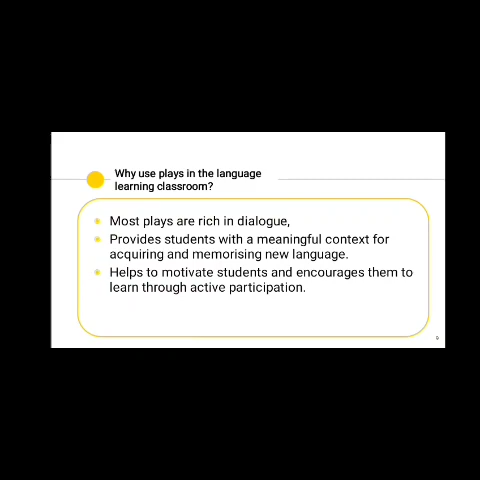 Why use plays in the language
learning classroom?
Most plays are rich in dialogue,
Provides students with a meaningful context for
acquiring and memorising new language.
Helps to motivate students and encourages them to
learn through active participation.
9